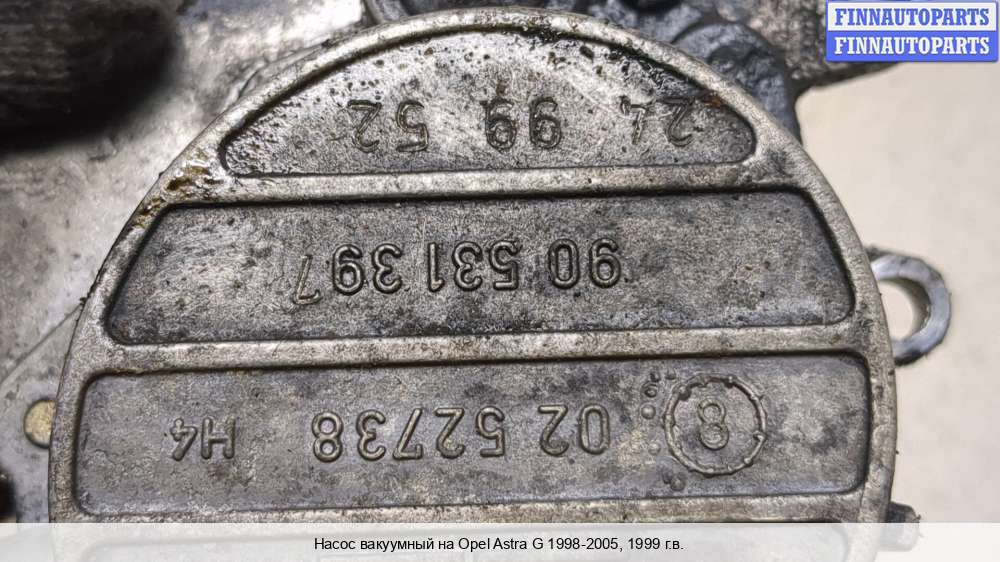 FINNAUTOPARTS
FINNAUTOPARTS
8 02 52738 H4
90 531 397
24 99 52
Насос вакуумный на Opel Astra G 1998-2005, 1999 г.в.